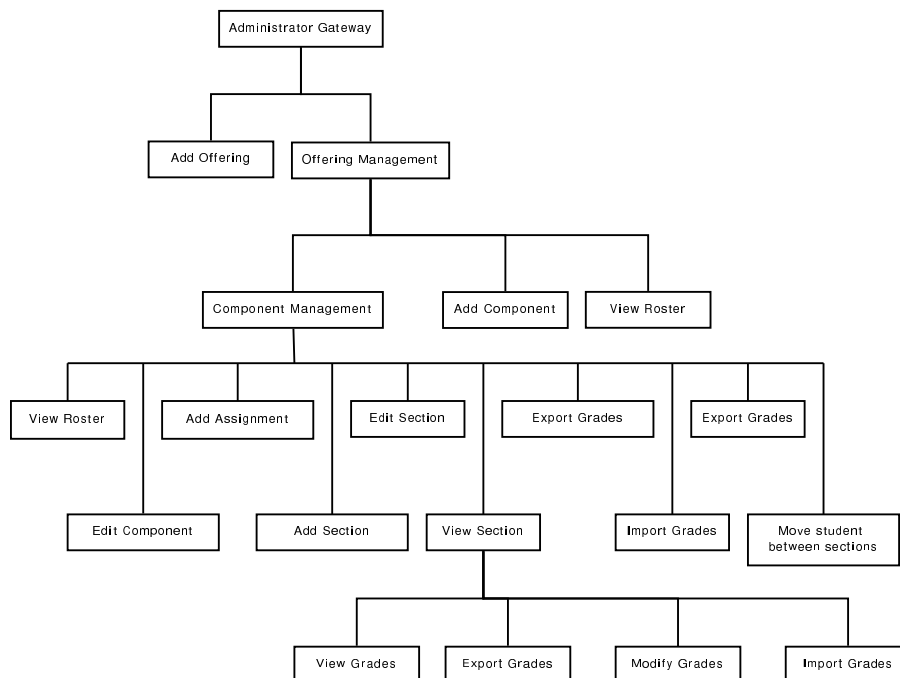 Administrator Gateway
Add Offering
Offering Management
Component Management
Add Component
View Roster
View Roster
Add Assignment
Edit Section
Export Grades
Export Grades
Edit Component
Add Section
View Section
Import Grades
Move student
between sections
View Grades
Export Grades
Modify Grades
Import Grades